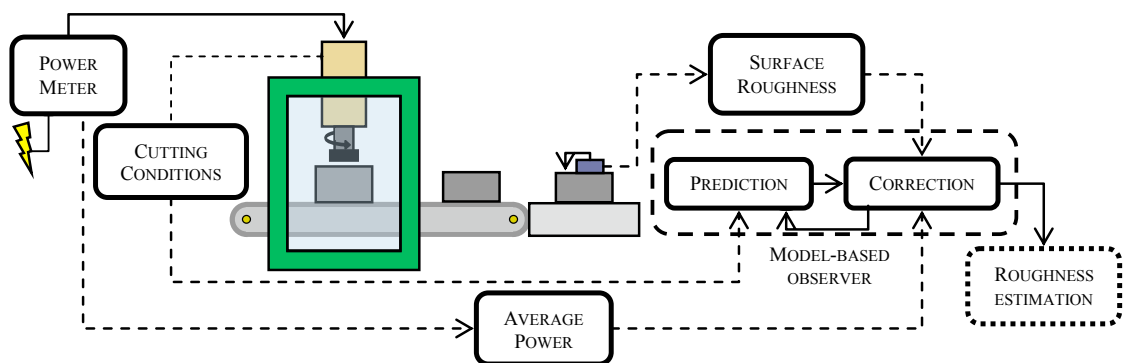 POWER
METER
SURFACE
ROUGHNESS
CUTTING
CONDITIONS
PREDICTION
CORRECTION
MODEL-BASED
OBSERVER
ROUGHNESS
ESTIMATION
AVERAGE
POWER